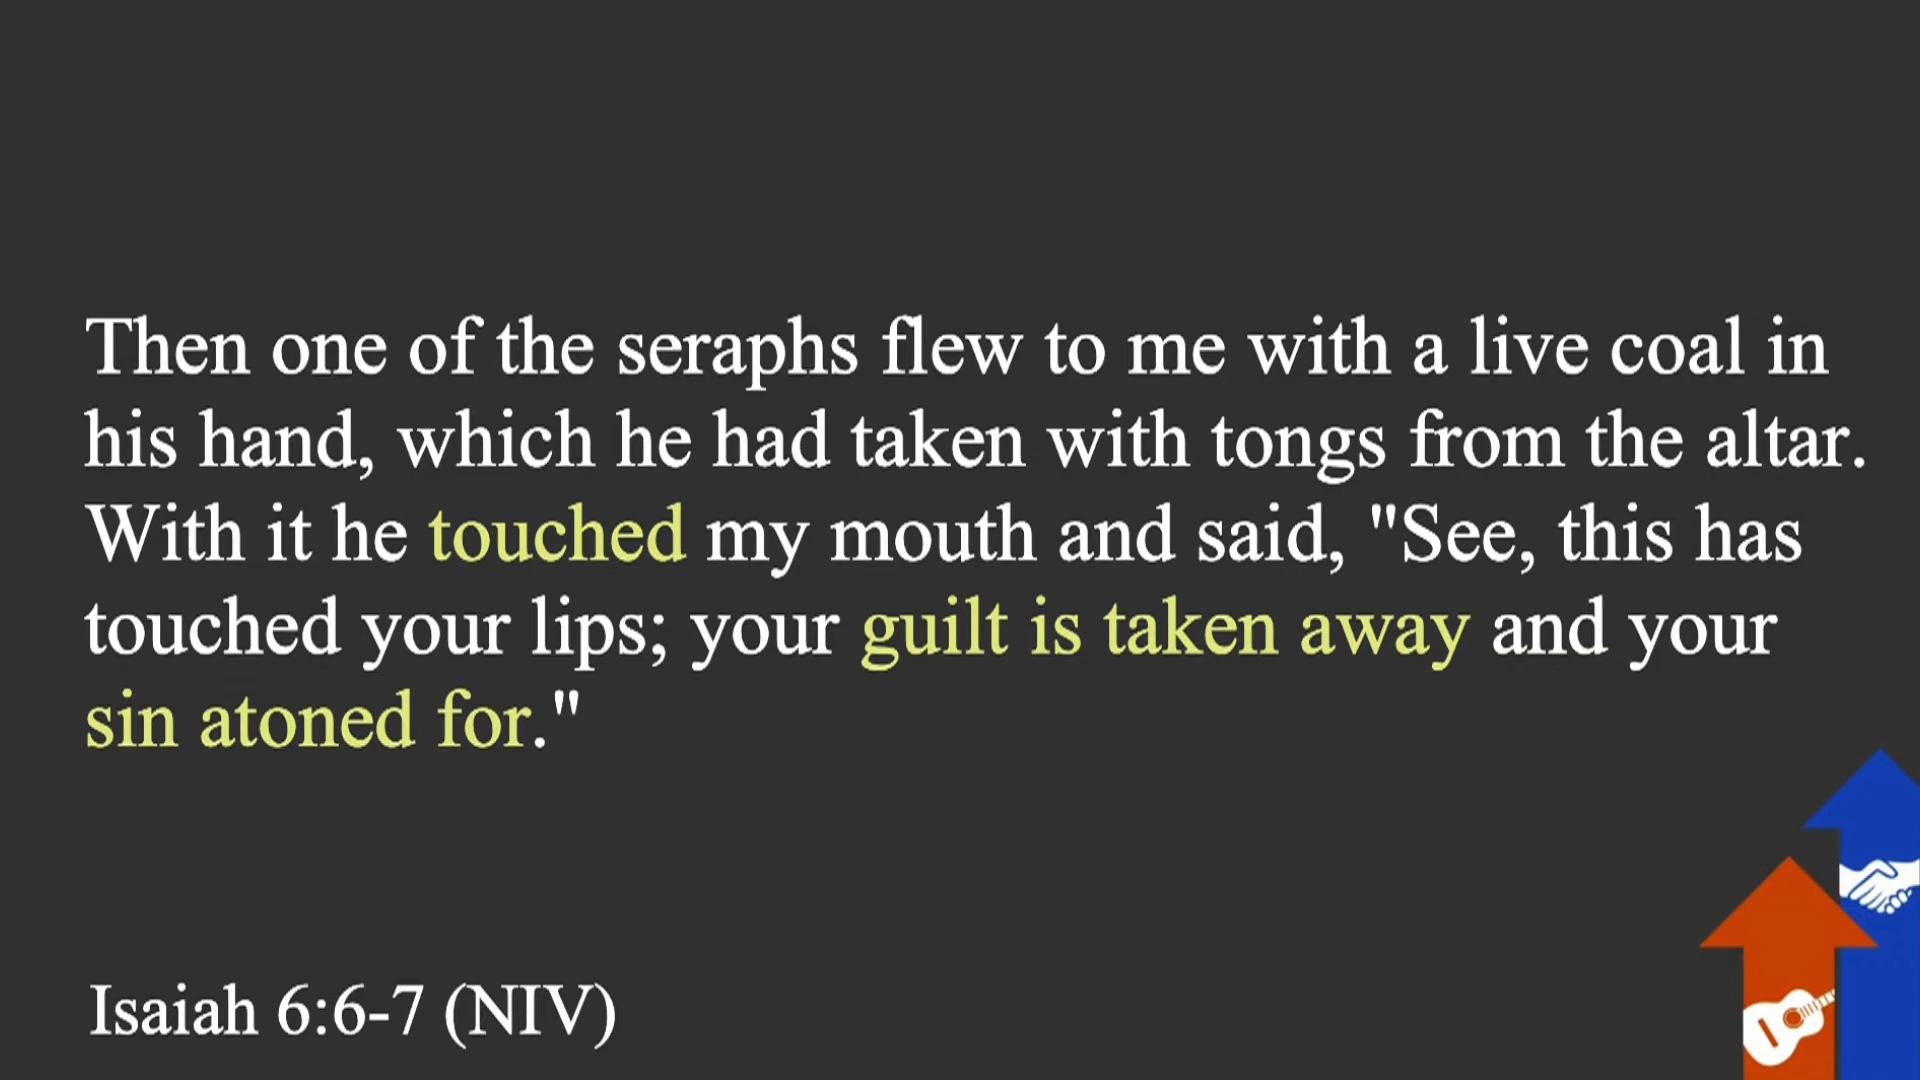 Then one of the seraphs flew to me with a live coal in
his hand, which he had taken with tongs from the altar.
With it he touched my mouth and said, "See, this has
touched your lips; your guilt is taken away and your
sin atoned for."
Isaiah 6:6-7 (NIV)